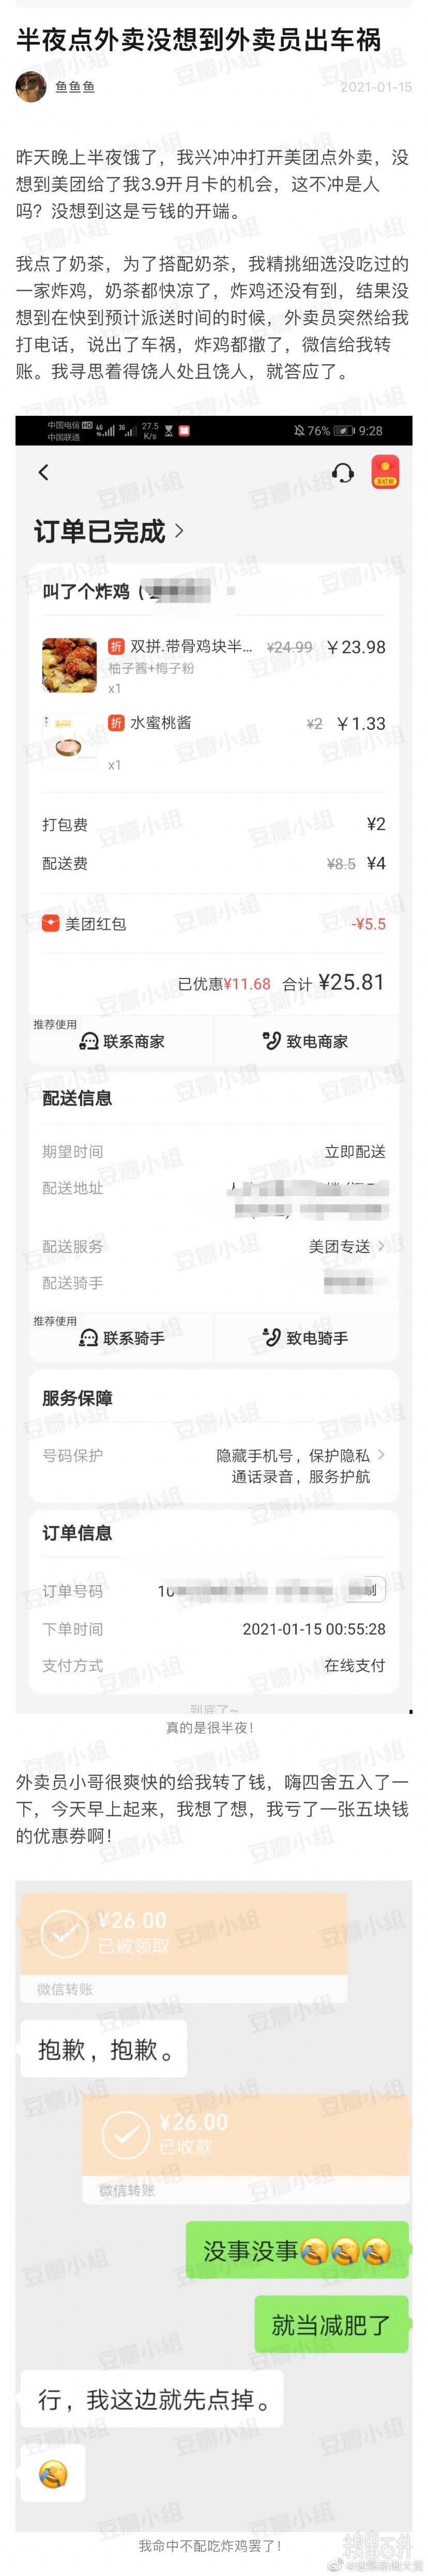 半夜点外卖没想到外卖员出车祸
鱼鱼鱼
2021-01-15
昨天晚上半夜饿了，我兴冲冲打开美团点外卖，没
想到美团给了我3.9开月卡的机会，这不冲是人
吗？没想到这是亏钱的开端。
我点了奶茶，为了搭配奶茶，我精挑细选没吃过的
一家炸鸡，奶茶都快凉了，炸鸡还没有到，结果没
想到在快到预计派送时间的时候，外卖员突然给我
打电话，说出了车祸，炸鸡都撒了，微信给我转
账。我寻思着得饶人处且饶人，就答应了。
中国电信 HD
中国联通
27.5
K/s
76%
9:28
订单已完成
叫了个炸鸡（
折 双拼.带骨鸡块半... ¥24.99 ¥23.98
柚子酱+梅子粉
x1
折 水蜜桃酱 ¥2 ¥1.33
x1
打包费 ¥2
配送费 ¥8.5 ¥4
美团红包 -¥5.5
已优惠¥11.68 合计 ¥25.81
推荐使用
联系商家 致电商家
配送信息
期望时间 立即配送
配送地址
配送服务 美团专送
配送骑手
推荐使用
联系骑手 致电骑手
服务保障
号码保护 隐藏手机号，保护隐私
通话录音，服务护航
订单信息
订单号码 10
下单时间 2021-01-15 00:55:28
支付方式 在线支付
到底了~
真的是很半夜！
外卖员小哥很爽快的给我转了钱，嗨四舍五入了一
下，今天早上起来，我想了想，我亏了一张五块钱
的优惠券啊！
¥26.00
已被领取
微信转账
抱歉，抱歉。
¥26.00
已收款
微信转账
没事没事
就当减肥了
行，我这边就先点掉。
我命中不配吃炸鸡罢了！
豆瓣小组